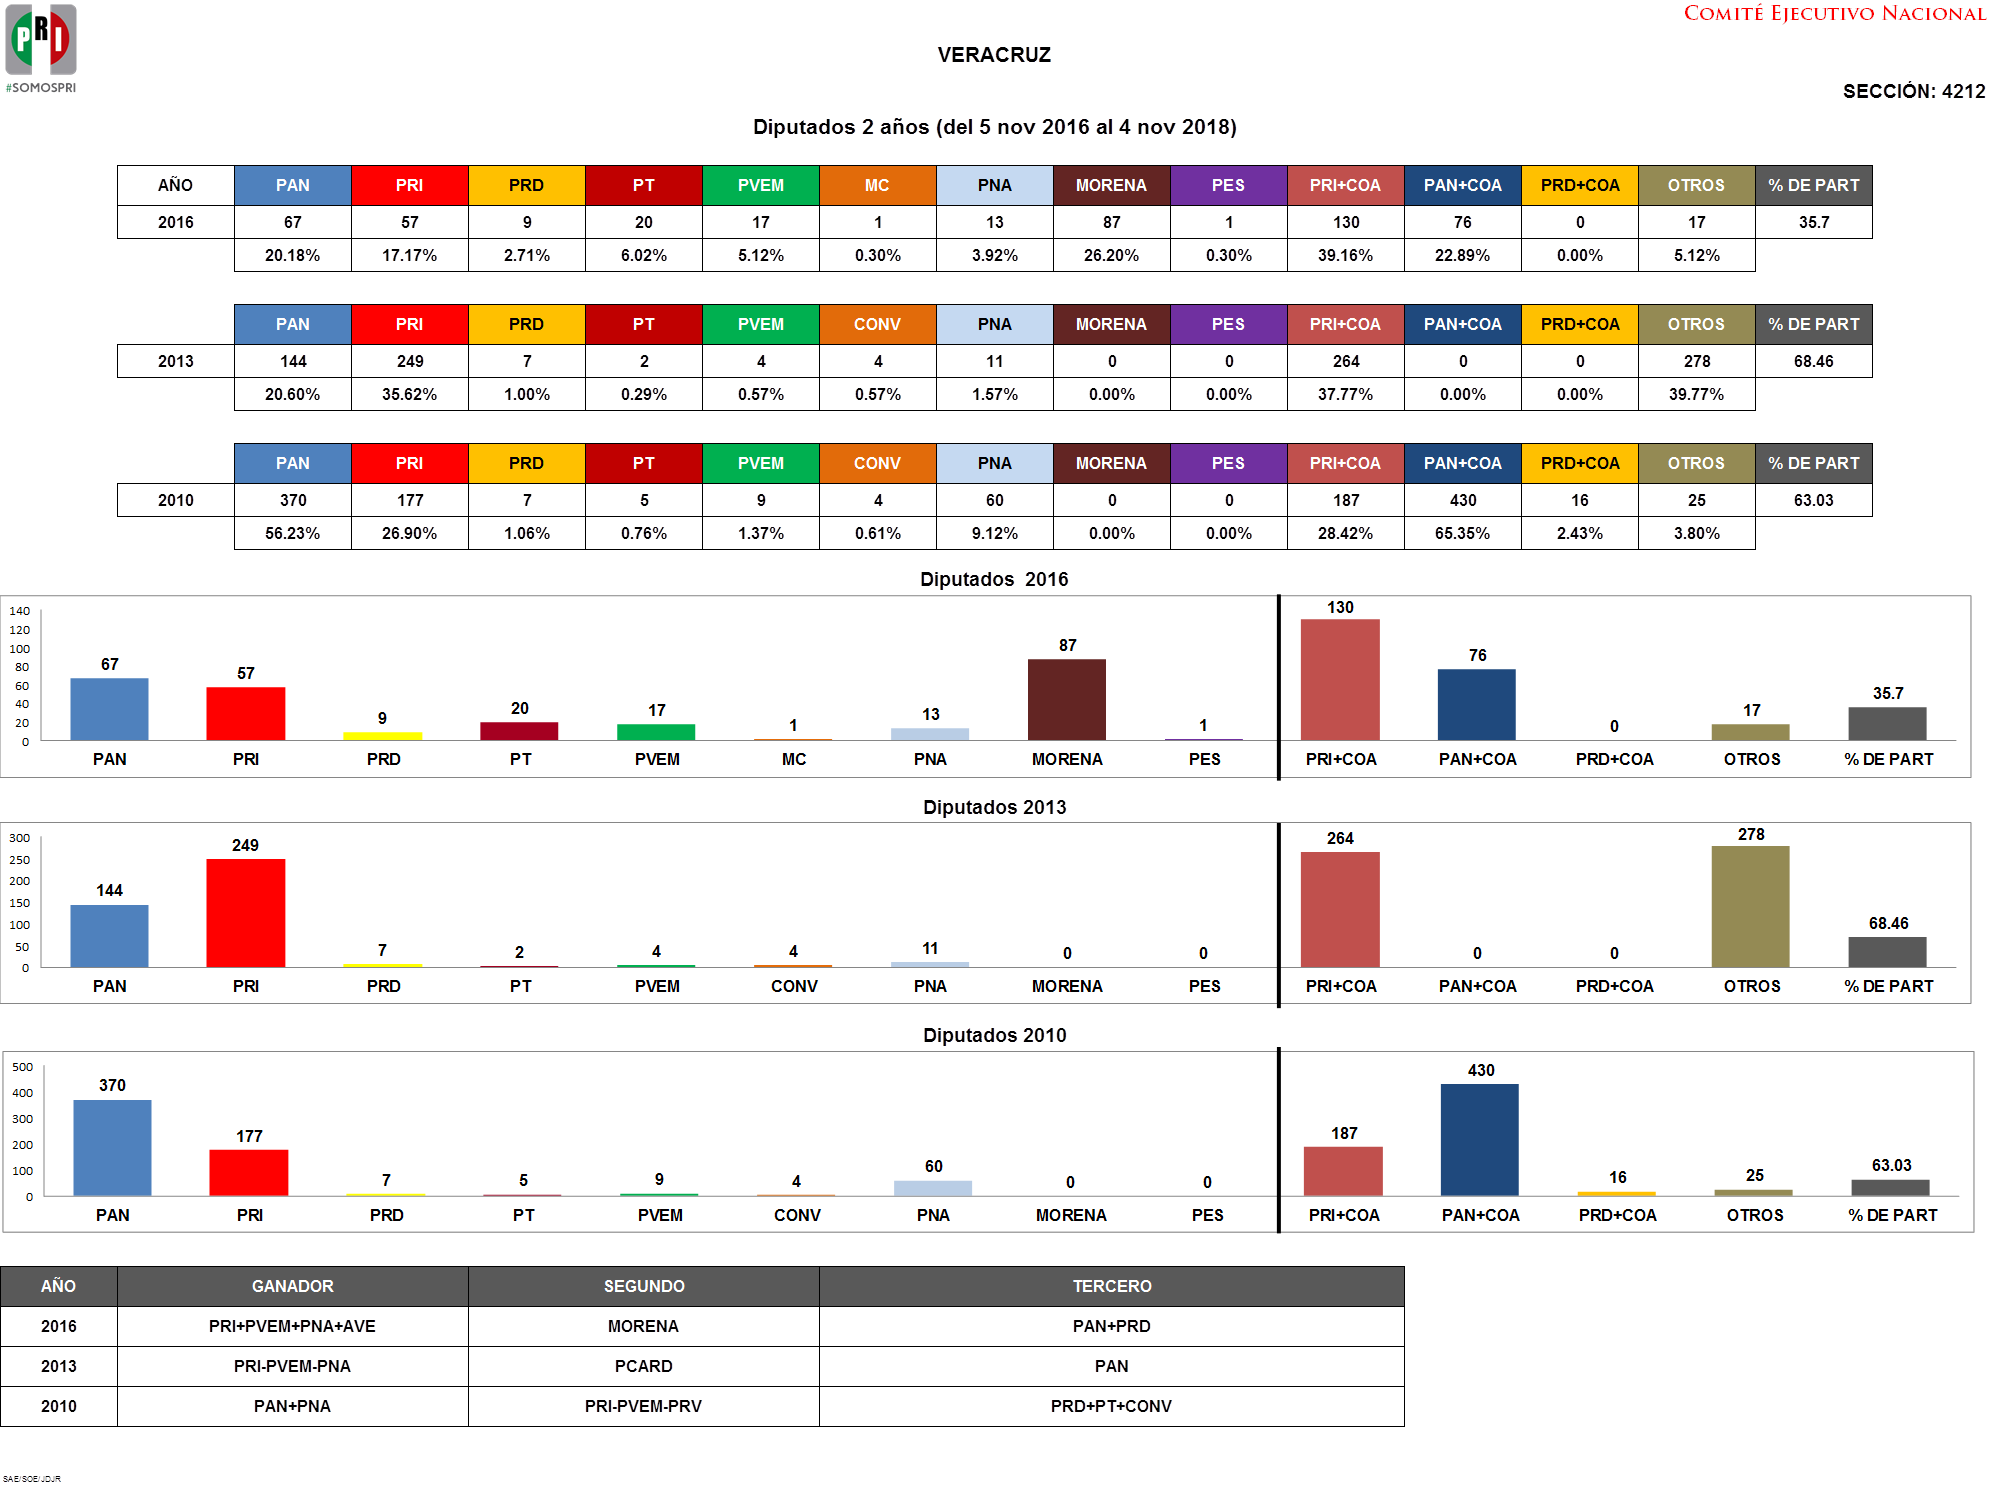 COMITÉ EJECUTIVO NACIONAL
PRI
#SOMOSPRI
VERACRUZ
SECCIÓN: 4212
Diputados 2 años (del 5 nov 2016 al 4 nov 2018)
AÑO PAN PRI PRD PT PVEM MC PNA MORENA PES PRI+COA PAN+COA PRD+COA OTROS % DE PART
2016 67 57 9 20 17 1 13 87 1 130 76 0 17 35.7
20.18% 17.17% 2.71% 6.02% 5.12% 0.30% 3.92% 26.20% 0.30% 39.16% 22.89% 0.00% 5.12%
PAN PRI PRD PT PVEM CONV PNA MORENA PES PRI+COA PAN+COA PRD+COA OTROS % DE PART
2013 144 249 7 2 4 4 11 0 0 264 0 0 278 68.46
20.60% 35.62% 1.00% 0.29% 0.57% 0.57% 1.57% 0.00% 0.00% 37.77% 0.00% 0.00% 39.77%
PAN PRI PRD PT PVEM CONV PNA MORENA PES PRI+COA PAN+COA PRD+COA OTROS % DE PART
2010 370 177 7 5 9 4 60 0 0 187 430 16 25 63.03
56.23% 26.90% 1.06% 0.76% 1.37% 0.61% 9.12% 0.00% 0.00% 28.42% 65.35% 2.43% 3.80%
Diputados 2016
140
120
100
80
60
40
20
0
67 57 9 20 17 1 13 87 1 130 76 0 17 35.7
PAN PRI PRD PT PVEM MC PNA MORENA PES PRI+COA PAN+COA PRD+COA OTROS % DE PART
Diputados 2013
300
250
200
150
100
50
0
144 249 7 2 4 4 11 0 0 264 0 0 278 68.46
PAN PRI PRD PT PVEM CONV PNA MORENA PES PRI+COA PAN+COA PRD+COA OTROS % DE PART
Diputados 2010
500
400
300
200
100
0
370 177 7 5 9 4 60 0 0 187 430 16 25 63.03
PAN PRI PRD PT PVEM CONV PNA MORENA PES PRI+COA PAN+COA PRD+COA OTROS % DE PART
AÑO GANADOR SEGUNDO TERCERO
2016 PRI+PVEM+PNA+AVE MORENA PAN+PRD
2013 PRI-PVEM-PNA PCARD PAN
2010 PAN+PNA PRI-PVEM-PRV PRD+PT+CONV
SAE/SOE/JDJR